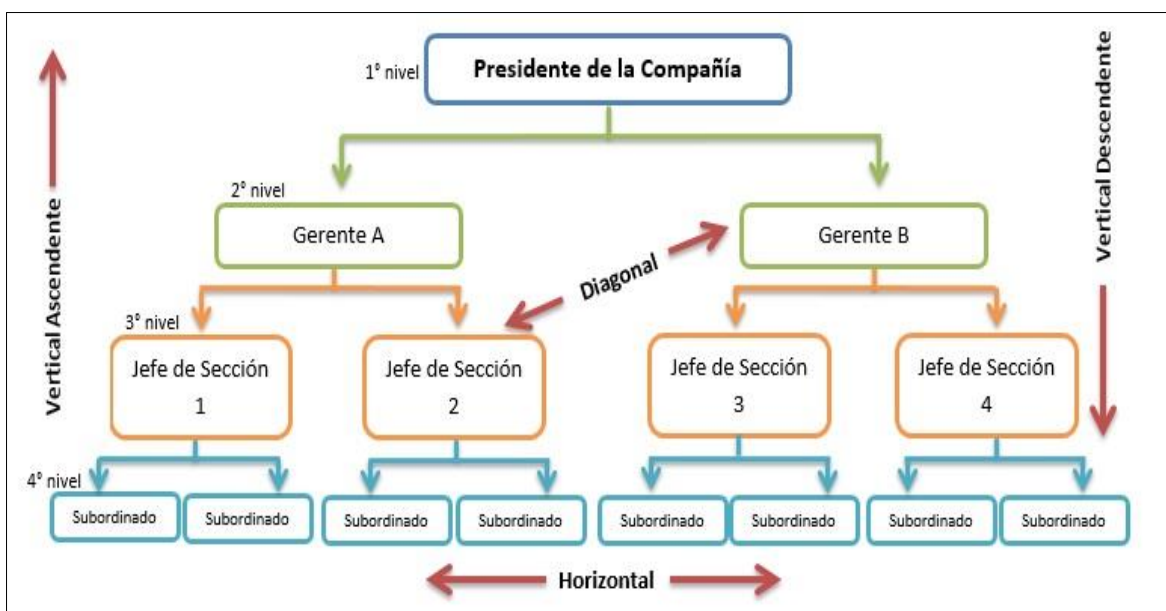 1° nivel
Presidente de la Compañía
2° nivel
Gerente A
Gerente B
Diagonal
Vertical Ascendente
Vertical Descendente
3° nivel
Jefe de Sección
1
Jefe de Sección
2
Jefe de Sección
3
Jefe de Sección
4
4° nivel
Subordinado
Subordinado
Subordinado
Subordinado
Subordinado
Subordinado
Subordinado
Subordinado
Horizontal